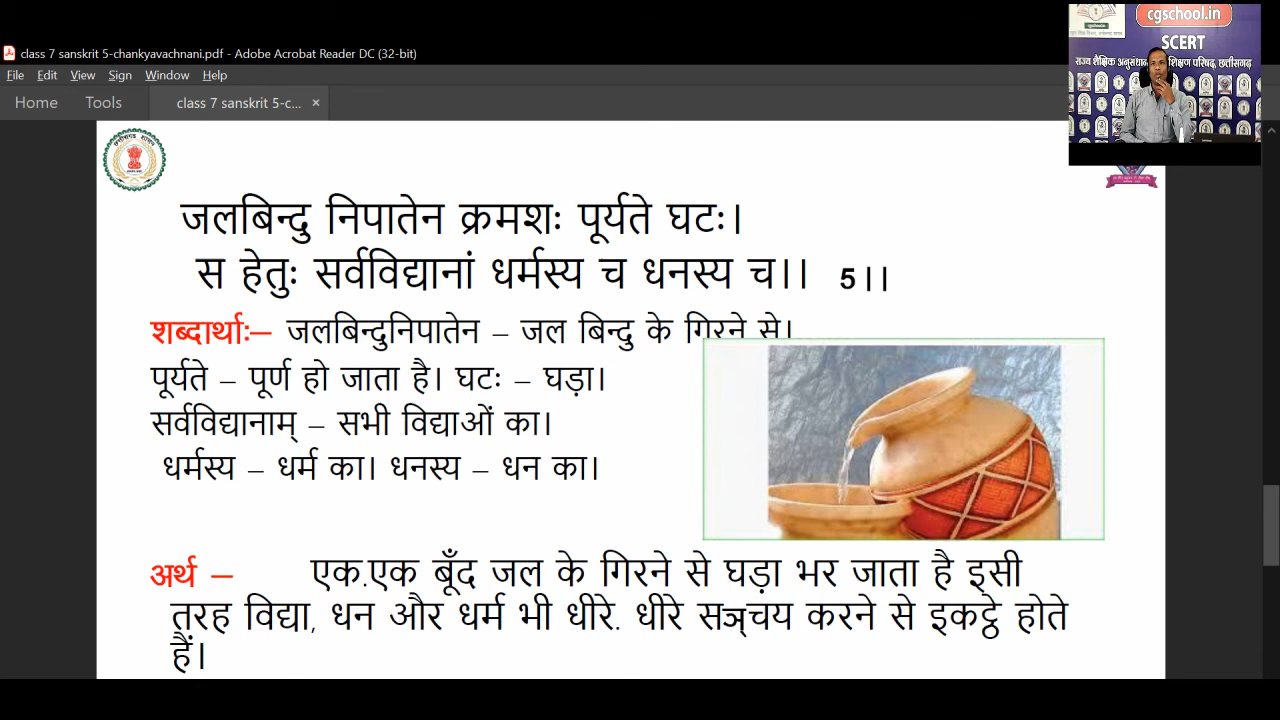 cgschool.in
SCERT
class 7 sanskrit 5-chankyavachnani.pdf - Adobe Acrobat Reader DC (32-bit)
File Edit View Sign Window Help
Home Tools class 7 sanskrit 5-c... ×
जलबिन्दु निपातेन क्रमशः पूर्यते घटः।
स हेतुः सर्वविद्यानां धर्मस्य च धनस्य च।। 5।।
शब्दार्थाः– जलबिन्दुनिपातेन – जल बिन्दु के गिरने से।
पूर्यते – पूर्ण हो जाता है। घटः – घड़ा।
सर्वविद्यानाम् – सभी विद्याओं का।
धर्मस्य – धर्म का। धनस्य – धन का।
अर्थ – एक.एक बूँद जल के गिरने से घड़ा भर जाता है इसी
तरह विद्या, धन और धर्म भी धीरे. धीरे सञ्चय करने से इकट्ठे होते
हैं।